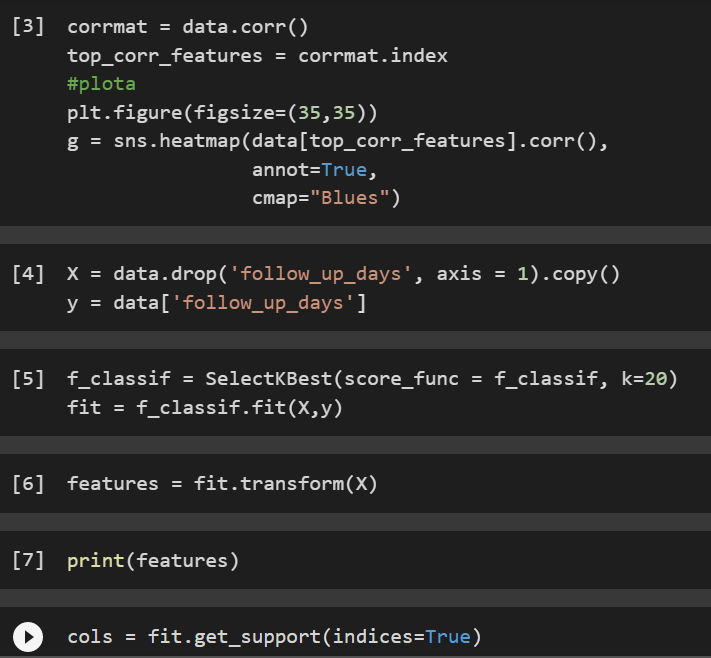 [3] corrmat = data.corr()
top_corr_features = corrmat.index
#plota
plt.figure(figsize=(35,35))
g = sns.heatmap(data[top_corr_features].corr(),
annot=True,
cmap="Blues")
[4] X = data.drop('follow_up_days', axis = 1).copy()
y = data['follow_up_days']
[5] f_classif = SelectKBest(score_func = f_classif, k=20)
fit = f_classif.fit(X,y)
[6] features = fit.transform(X)
[7] print(features)
cols = fit.get_support(indices=True)